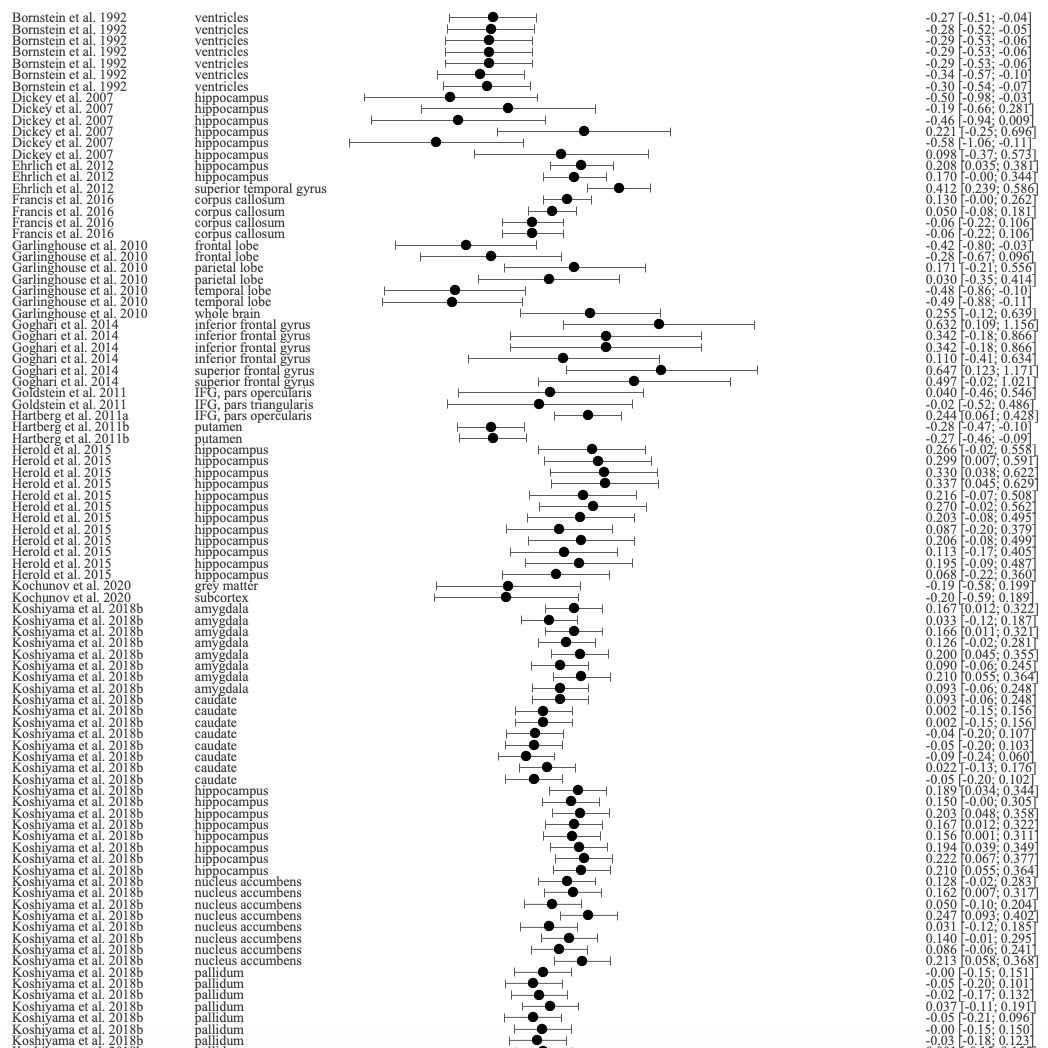 Bornstein et al. 1992 ventricles -0.27 [-0.51; -0.04]
Bornstein et al. 1992 ventricles -0.28 [-0.52; -0.05]
Bornstein et al. 1992 ventricles -0.29 [-0.53; -0.06]
Bornstein et al. 1992 ventricles -0.29 [-0.53; -0.06]
Bornstein et al. 1992 ventricles -0.29 [-0.53; -0.06]
Bornstein et al. 1992 ventricles -0.34 [-0.57; -0.10]
Bornstein et al. 1992 ventricles -0.30 [-0.54; -0.07]
Dickey et al. 2007 hippocampus -0.50 [-0.98; -0.03]
Dickey et al. 2007 hippocampus -0.19 [-0.66; 0.281]
Dickey et al. 2007 hippocampus -0.46 [-0.94; 0.009]
Dickey et al. 2007 hippocampus 0.221 [-0.25; 0.696]
Dickey et al. 2007 hippocampus -0.58 [-1.06; -0.11]
Dickey et al. 2007 hippocampus 0.098 [-0.37; 0.573]
Ehrlich et al. 2012 hippocampus 0.208 [0.035; 0.381]
Ehrlich et al. 2012 hippocampus 0.170 [-0.00; 0.344]
Ehrlich et al. 2012 superior temporal gyrus 0.412 [0.239; 0.586]
Francis et al. 2016 corpus callosum 0.130 [-0.00; 0.262]
Francis et al. 2016 corpus callosum 0.050 [-0.08; 0.181]
Francis et al. 2016 corpus callosum -0.06 [-0.22; 0.106]
Francis et al. 2016 corpus callosum -0.06 [-0.22; 0.106]
Garlinghouse et al. 2010 frontal lobe -0.42 [-0.80; -0.03]
Garlinghouse et al. 2010 frontal lobe -0.28 [-0.67; 0.096]
Garlinghouse et al. 2010 parietal lobe 0.171 [-0.21; 0.556]
Garlinghouse et al. 2010 parietal lobe 0.030 [-0.35; 0.414]
Garlinghouse et al. 2010 temporal lobe -0.48 [-0.86; -0.10]
Garlinghouse et al. 2010 temporal lobe -0.49 [-0.88; -0.11]
Garlinghouse et al. 2010 whole brain 0.255 [-0.12; 0.639]
Goghari et al. 2014 inferior frontal gyrus 0.632 [0.109; 1.156]
Goghari et al. 2014 inferior frontal gyrus 0.342 [-0.18; 0.866]
Goghari et al. 2014 inferior frontal gyrus 0.342 [-0.18; 0.866]
Goghari et al. 2014 inferior frontal gyrus 0.110 [-0.41; 0.634]
Goghari et al. 2014 superior frontal gyrus 0.647 [0.123; 1.171]
Goghari et al. 2014 superior frontal gyrus 0.497 [-0.02; 1.021]
Goldstein et al. 2011 IFG, pars opercularis 0.040 [-0.46; 0.546]
Goldstein et al. 2011 IFG, pars triangularis -0.02 [-0.52; 0.486]
Hartberg et al. 2011a IFG, pars opercularis 0.244 [0.061; 0.428]
Hartberg et al. 2011b putamen -0.28 [-0.47; -0.10]
Hartberg et al. 2011b putamen -0.27 [-0.46; -0.09]
Herold et al. 2015 hippocampus 0.266 [-0.02; 0.558]
Herold et al. 2015 hippocampus 0.299 [0.007; 0.591]
Herold et al. 2015 hippocampus 0.330 [0.038; 0.622]
Herold et al. 2015 hippocampus 0.337 [0.045; 0.629]
Herold et al. 2015 hippocampus 0.216 [-0.07; 0.508]
Herold et al. 2015 hippocampus 0.270 [-0.02; 0.562]
Herold et al. 2015 hippocampus 0.203 [-0.08; 0.495]
Herold et al. 2015 hippocampus 0.087 [-0.20; 0.379]
Herold et al. 2015 hippocampus 0.206 [-0.08; 0.499]
Herold et al. 2015 hippocampus 0.113 [-0.17; 0.405]
Herold et al. 2015 hippocampus 0.195 [-0.09; 0.487]
Herold et al. 2015 hippocampus 0.068 [-0.22; 0.360]
Kochunov et al. 2020 grey matter -0.19 [-0.58; 0.199]
Kochunov et al. 2020 subcortex -0.20 [-0.59; 0.189]
Koshiyama et al. 2018b amygdala 0.167 [0.012; 0.322]
Koshiyama et al. 2018b amygdala 0.033 [-0.12; 0.187]
Koshiyama et al. 2018b amygdala 0.166 [0.011; 0.321]
Koshiyama et al. 2018b amygdala 0.126 [-0.02; 0.281]
Koshiyama et al. 2018b amygdala 0.200 [0.045; 0.355]
Koshiyama et al. 2018b amygdala 0.090 [-0.06; 0.245]
Koshiyama et al. 2018b amygdala 0.210 [0.055; 0.364]
Koshiyama et al. 2018b amygdala 0.093 [-0.06; 0.248]
Koshiyama et al. 2018b caudate 0.093 [-0.06; 0.248]
Koshiyama et al. 2018b caudate 0.002 [-0.15; 0.156]
Koshiyama et al. 2018b caudate 0.002 [-0.15; 0.156]
Koshiyama et al. 2018b caudate -0.04 [-0.20; 0.107]
Koshiyama et al. 2018b caudate -0.05 [-0.20; 0.103]
Koshiyama et al. 2018b caudate -0.09 [-0.24; 0.060]
Koshiyama et al. 2018b caudate 0.022 [-0.13; 0.176]
Koshiyama et al. 2018b caudate -0.05 [-0.20; 0.102]
Koshiyama et al. 2018b hippocampus 0.189 [0.034; 0.344]
Koshiyama et al. 2018b hippocampus 0.150 [-0.00; 0.305]
Koshiyama et al. 2018b hippocampus 0.203 [0.048; 0.358]
Koshiyama et al. 2018b hippocampus 0.167 [0.012; 0.322]
Koshiyama et al. 2018b hippocampus 0.156 [0.001; 0.311]
Koshiyama et al. 2018b hippocampus 0.194 [0.039; 0.349]
Koshiyama et al. 2018b hippocampus 0.222 [0.067; 0.377]
Koshiyama et al. 2018b hippocampus 0.210 [0.055; 0.364]
Koshiyama et al. 2018b nucleus accumbens 0.128 [-0.02; 0.283]
Koshiyama et al. 2018b nucleus accumbens 0.162 [0.007; 0.317]
Koshiyama et al. 2018b nucleus accumbens 0.050 [-0.10; 0.204]
Koshiyama et al. 2018b nucleus accumbens 0.247 [0.093; 0.402]
Koshiyama et al. 2018b nucleus accumbens 0.031 [-0.12; 0.185]
Koshiyama et al. 2018b nucleus accumbens 0.140 [-0.01; 0.295]
Koshiyama et al. 2018b nucleus accumbens 0.086 [-0.06; 0.241]
Koshiyama et al. 2018b nucleus accumbens 0.213 [0.058; 0.368]
Koshiyama et al. 2018b pallidum -0.00 [-0.15; 0.151]
Koshiyama et al. 2018b pallidum -0.05 [-0.20; 0.101]
Koshiyama et al. 2018b pallidum -0.02 [-0.17; 0.132]
Koshiyama et al. 2018b pallidum 0.037 [-0.11; 0.191]
Koshiyama et al. 2018b pallidum -0.05 [-0.21; 0.096]
Koshiyama et al. 2018b pallidum -0.00 [-0.15; 0.150]
Koshiyama et al. 2018b pallidum -0.03 [-0.18; 0.123]